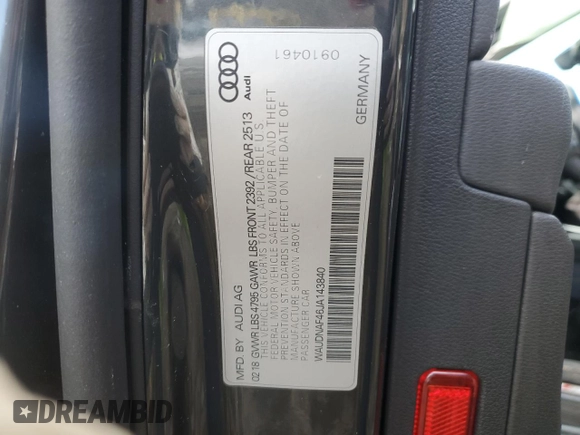 MFD BY AUDI AG
02 18 GVWR LBS 4795 GAWR LBS FRONT 2392 /REAR 2513
THIS VEHICLE CONFORMS TO ALL APPLICABLE U.S.
FEDERAL MOTOR VEHICLE SAFETY, BUMPER AND THEFT
PREVENTION STANDARDS IN EFFECT ON THE DATE OF
MANUFACTURE SHOWN ABOVE.
PASSENGER CAR
WAUDNAF46JA143840
GERMANY
Audi
0910461
DREAMBID